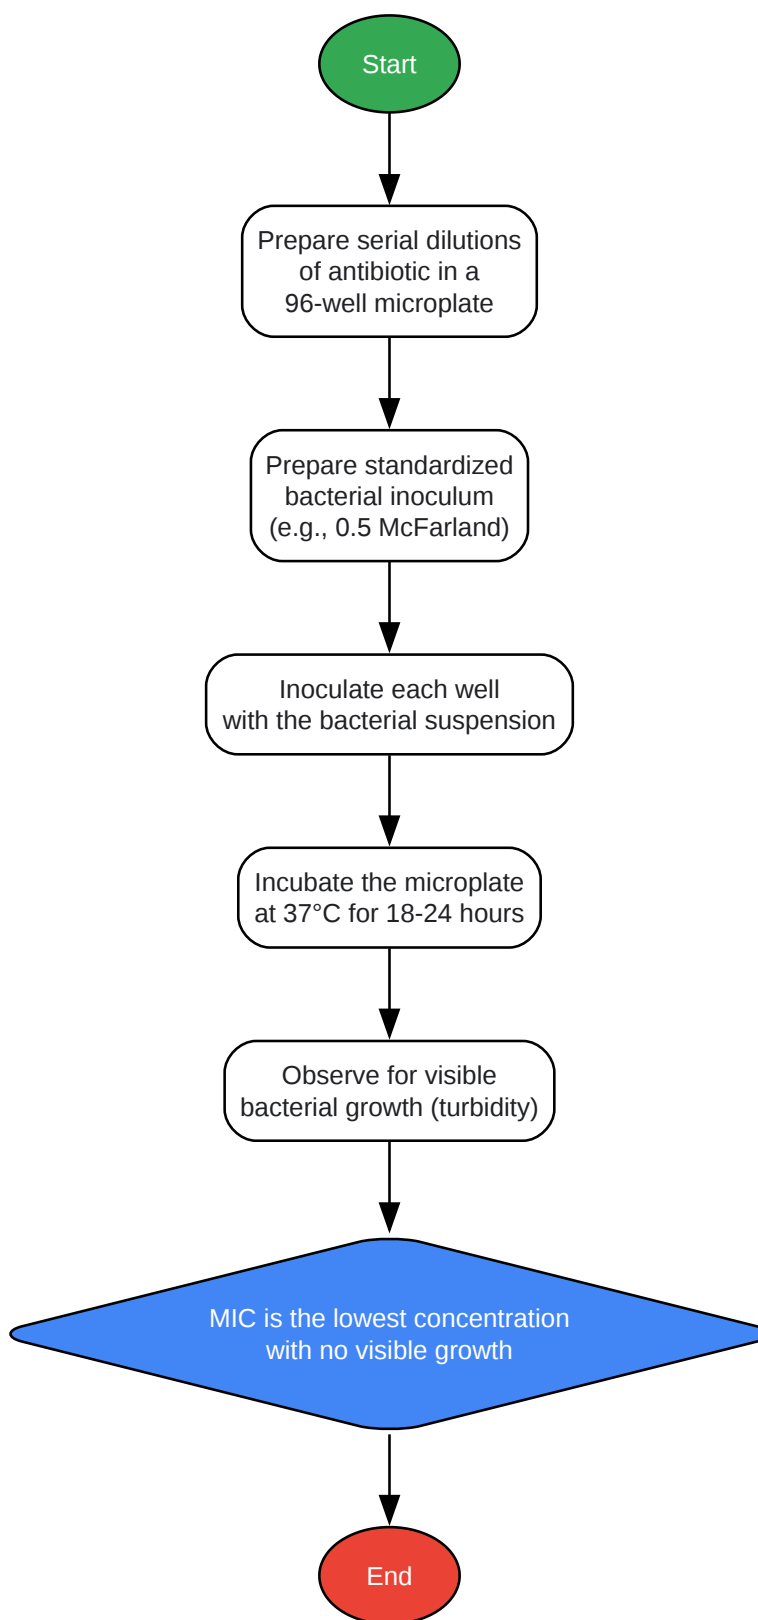 Start
Prepare serial dilutions
of antibiotic in a
96-well microplate
Prepare standardized
bacterial inoculum
(e.g., 0.5 McFarland)
Inoculate each well
with the bacterial suspension
Incubate the microplate
at 37°C for 18-24 hours
Observe for visible
bacterial growth (turbidity)
MIC is the lowest concentration
with no visible growth
End